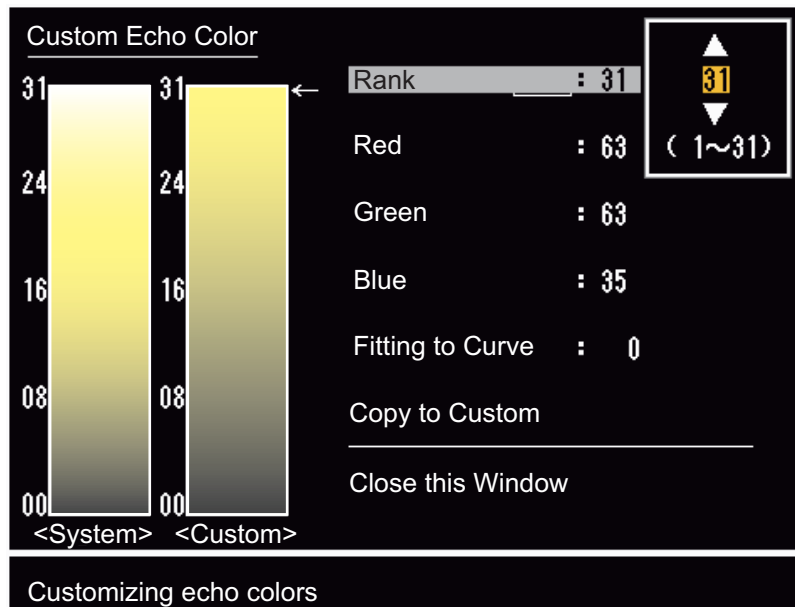 Custom Echo Color
31
24
16
08
00
<System>
31
24
16
08
00
<Custom>
←
Rank : 31
Red : 63
Green : 63
Blue : 35
Fitting to Curve : 0
Copy to Custom
Close this Window
▲
31
▼
( 1～31)
Customizing echo colors